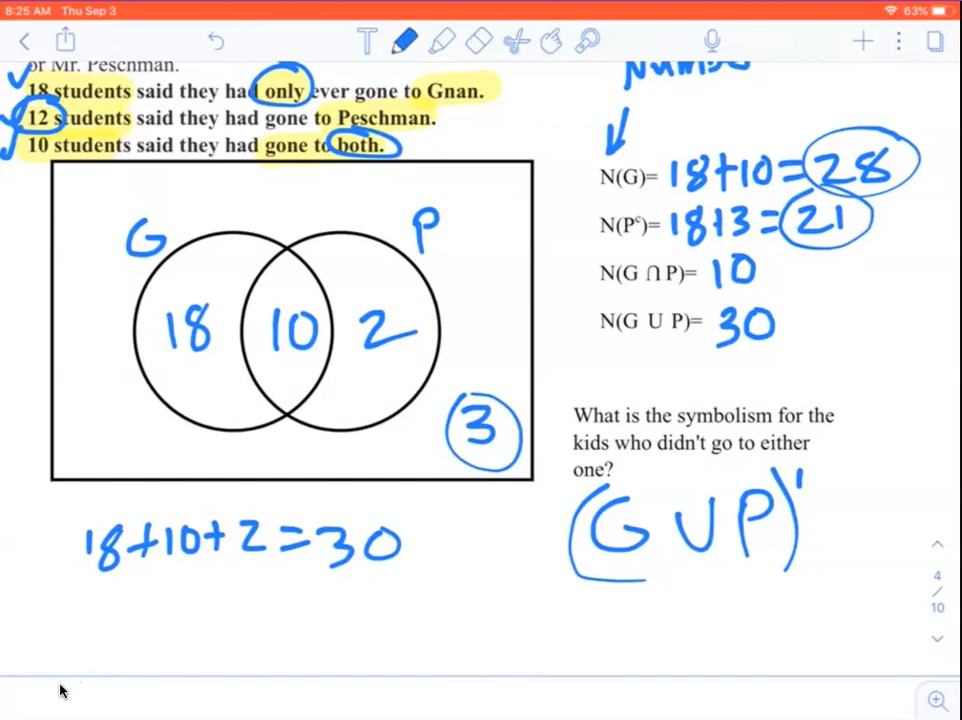 8:25 AM Thu Sep 3 63%
or Mr. Peschman.
18 students said they had only ever gone to Gnan.
12 students said they had gone to Peschman.
10 students said they had gone to both.
Number
N(G)= 18+10=28
N(Pᶜ)= 18+3=21
N(G ∩ P)= 10
N(G U P)= 30
G P
18 10 2
3
What is the symbolism for the
kids who didn't go to either
one?
(G U P)'
18+10+2=30
4
/
10